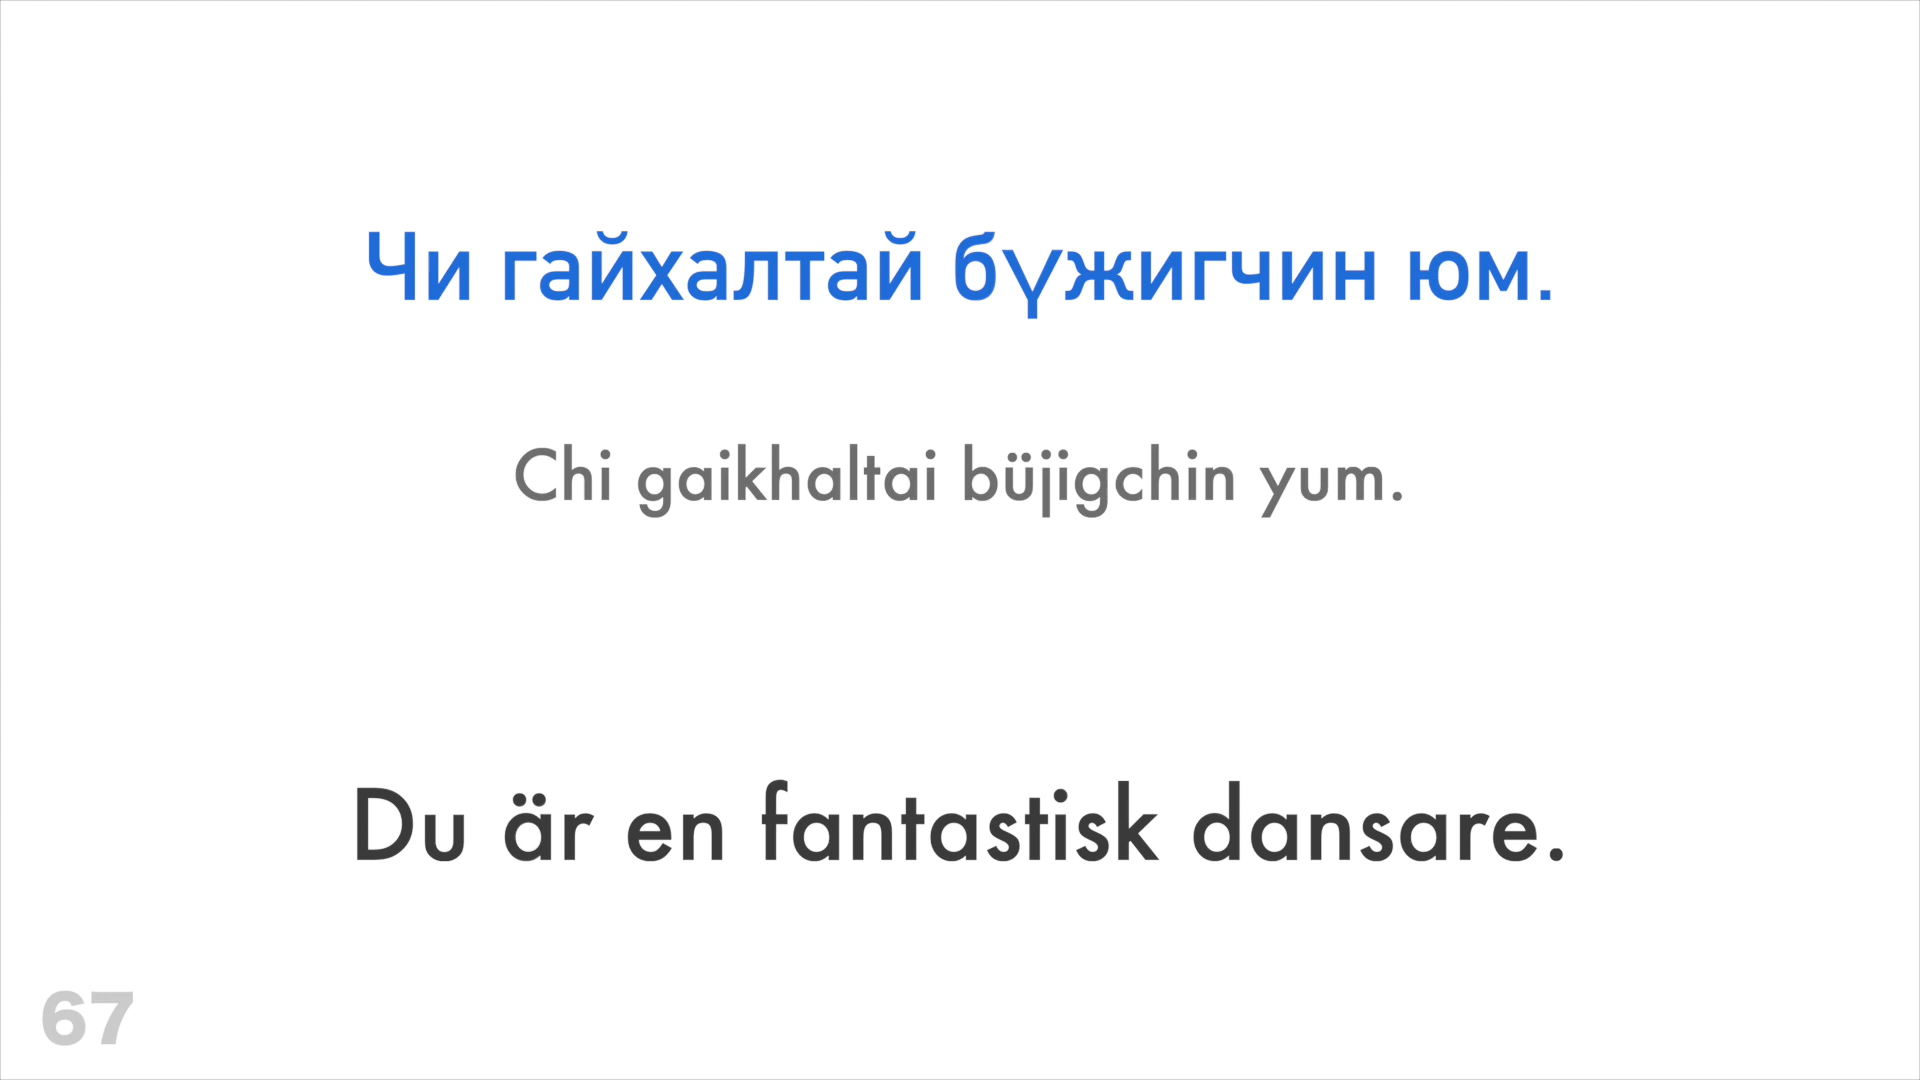 Чи гайхалтай бүжигчин юм.
Chi gaikhaltai büjigchin yum.
Du är en fantastisk dansare.
67